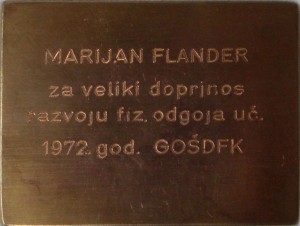 MARIJAN FLANDER
za veliki doprinos
razvoju fiz. odgoja uč.
1972. god. GOŠDFK